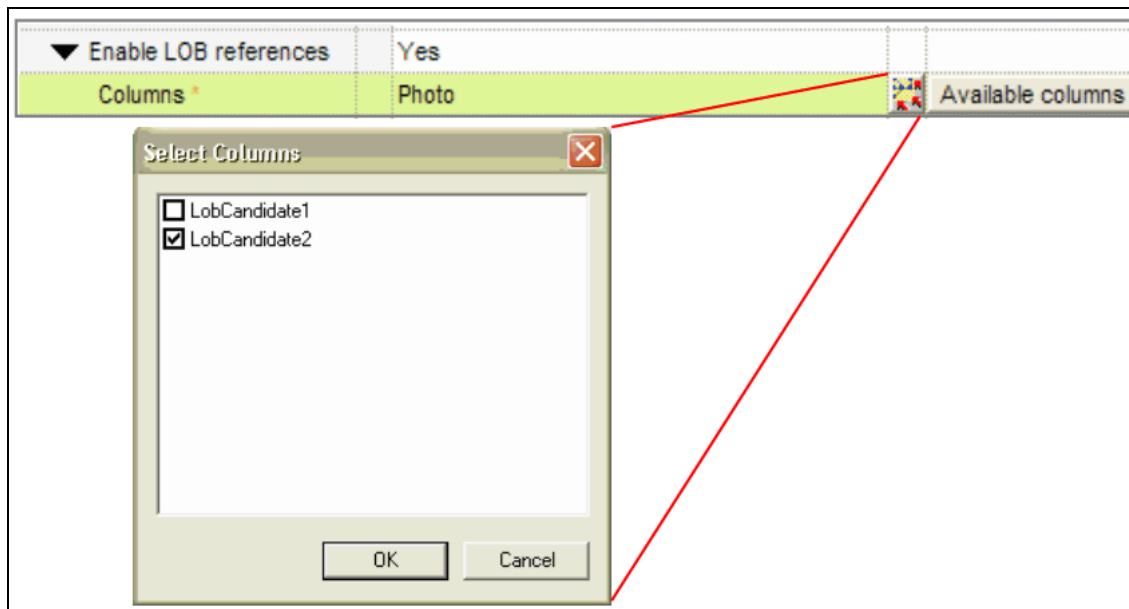 Enable LOB references Yes
Columns * Photo Available columns
Select Columns
LobCandidate1
LobCandidate2
OK Cancel